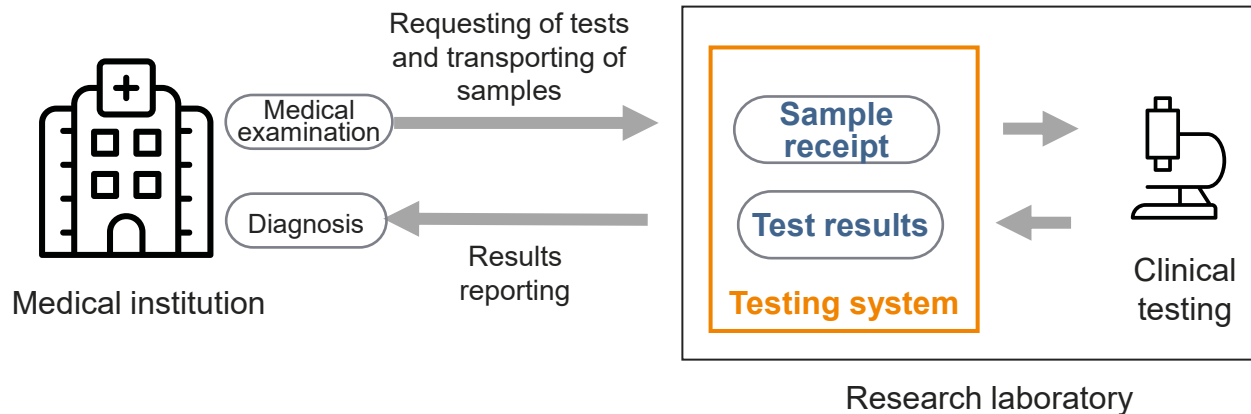 Requesting of tests
and transporting of
samples
Medical
examination
Diagnosis
Results
reporting
Medical institution
Sample
receipt
Test results
Testing system
Clinical
testing
Research laboratory